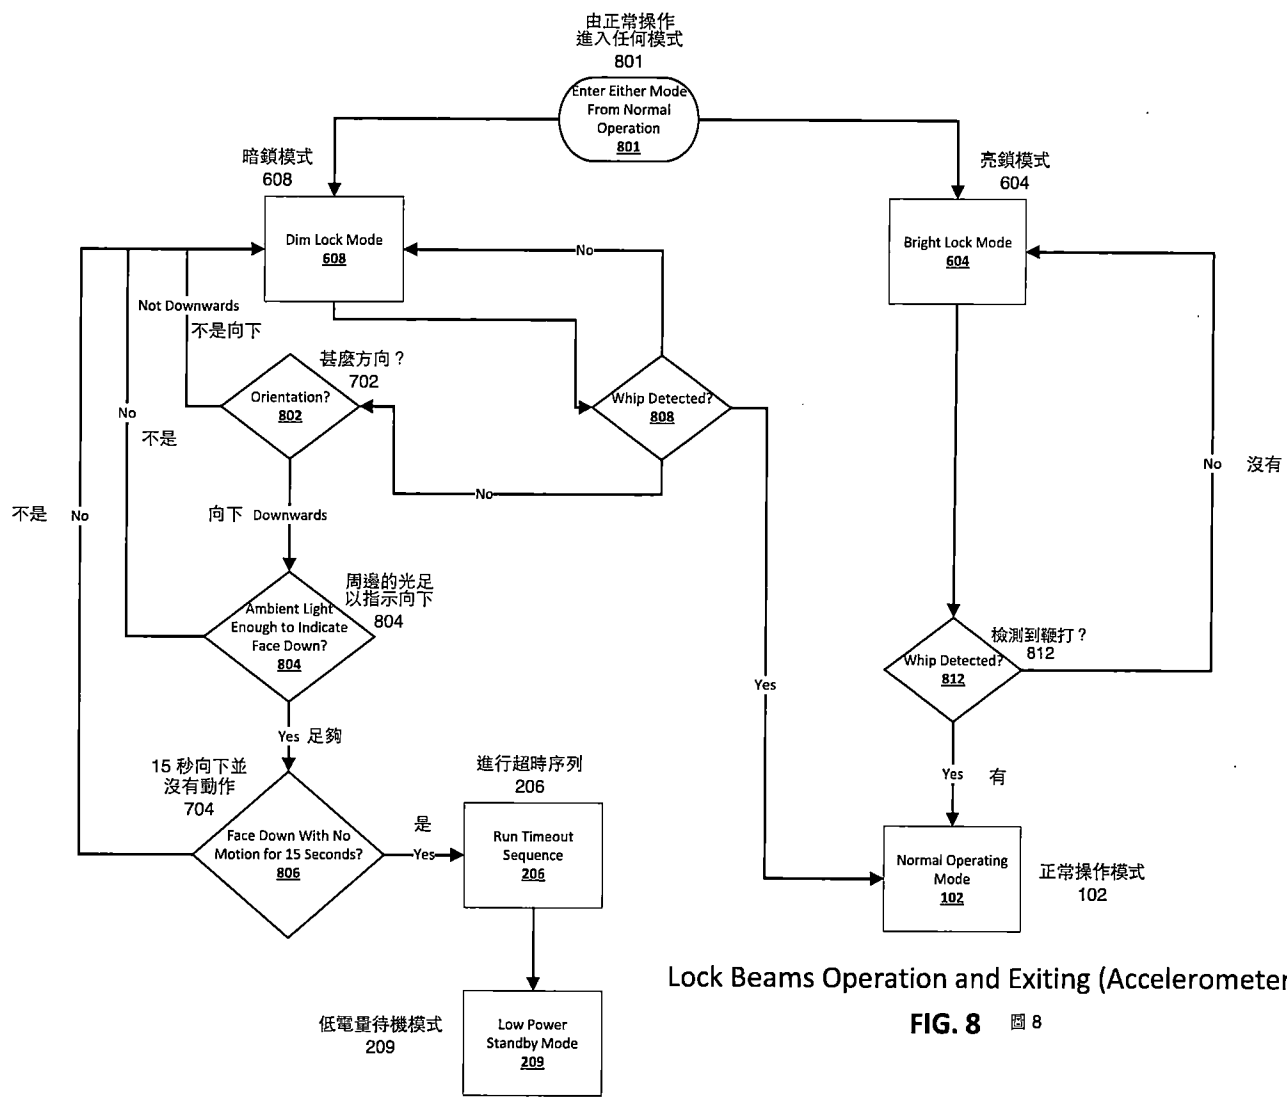 由正常操作
進入任何模式
801
Enter Either Mode
From Normal
Operation
801
暗鎖模式
608
亮鎖模式
604
Dim Lock Mode
608
Bright Lock Mode
604
No
Not Downwards
不是向下
甚麼方向？
702
Orientation?
802
Whip Detected?
808
No
不是
No
沒有
No
不是
No
向下 Downwards
周邊的光足
以指示向下
804
Ambient Light
Enough to Indicate
Face Down?
804
檢測到鞭打？
812
Whip Detected?
812
Yes
Yes 足夠
15 秒向下並
沒有動作
704
進行超時序列
206
Yes
有
Face Down With No
Motion for 15 Seconds?
806
是
Yes
Run Timeout
Sequence
206
Normal Operating
Mode
102
正常操作模式
102
低電量待機模式
209
Low Power
Standby Mode
209
Lock Beams Operation and Exiting (Accelerometer
FIG. 8 圖 8